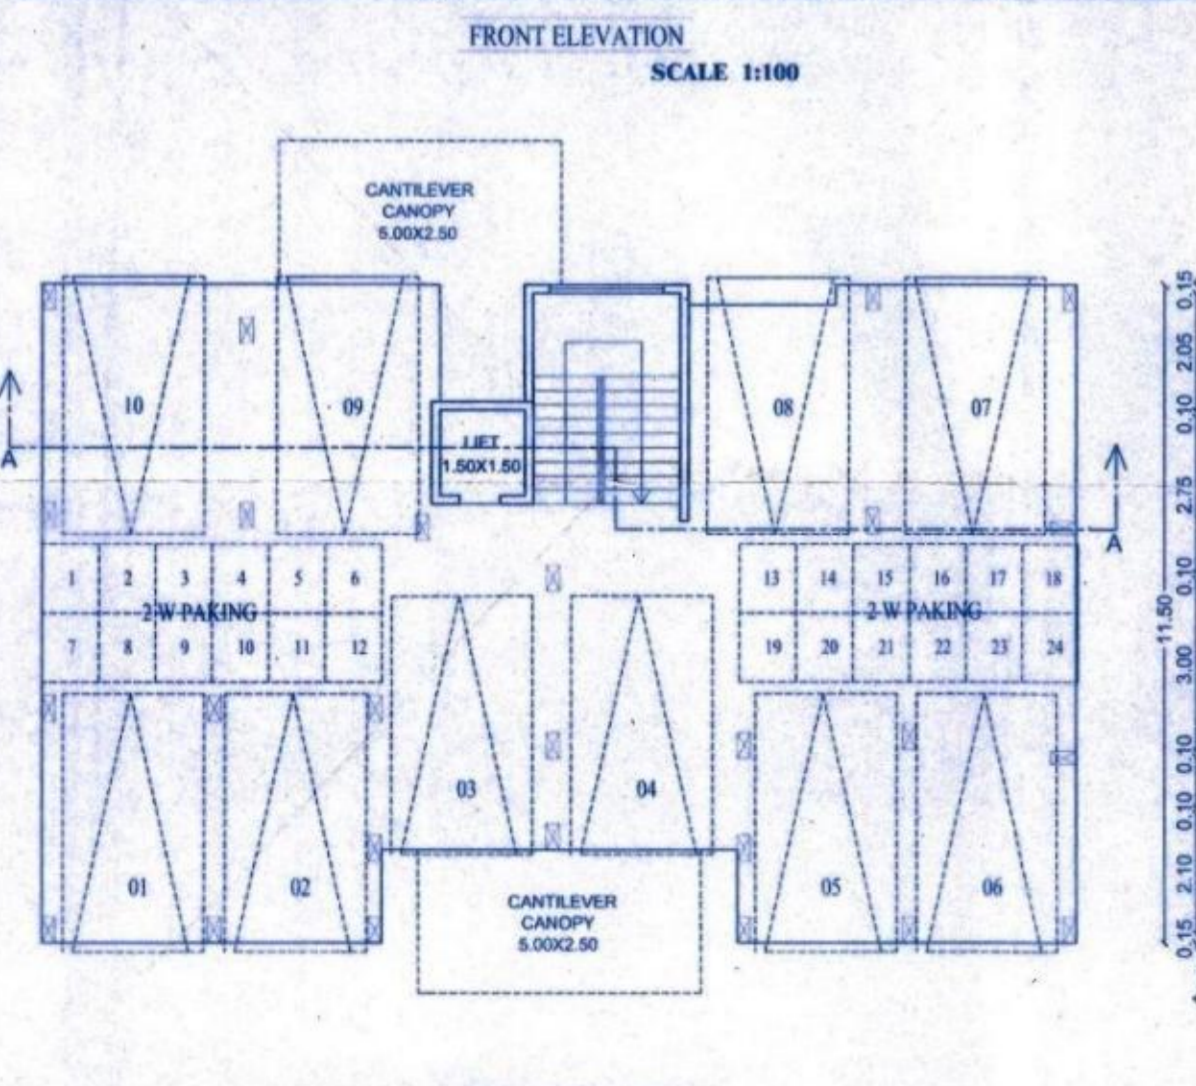 FRONT ELEVATION
SCALE 1:100
CANTILEVER
CANOPY
5.00X2.50
10
09
08
07
LIFT
1.50X1.50
A
A
1 2 3 4 5 6
2 W PAKING
7 8 9 10 11 12
13 14 15 16 17 18
2 W PAKING
19 20 21 22 23 24
03
04
01
02
05
06
CANTILEVER
CANOPY
5.00X2.50
0.15
2.05
0.10
2.75
0.10
11.50
3.00
0.10
0.10
2.10
0.15